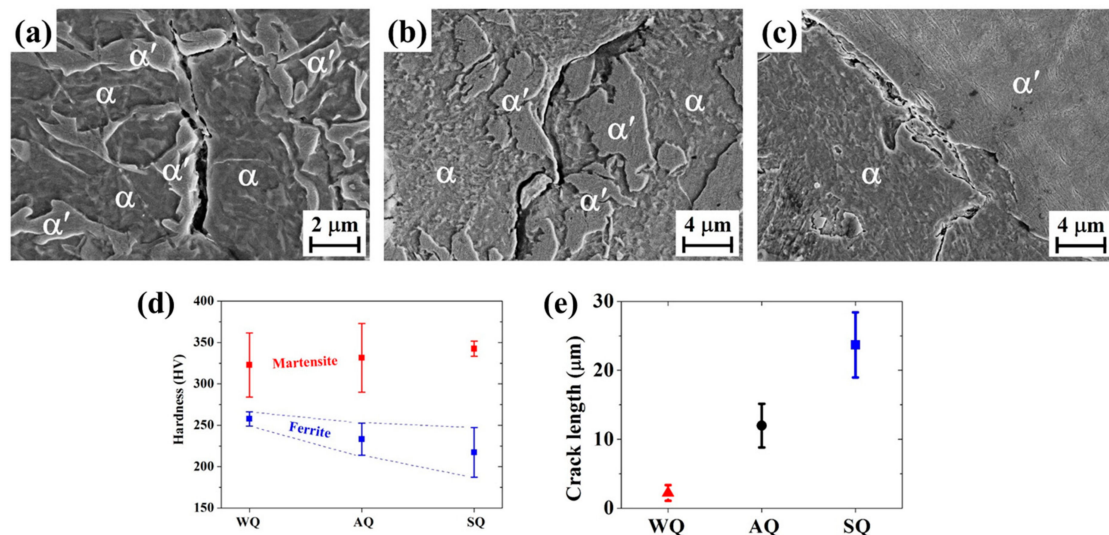 (a)
α′
α′
α
α′
α
α
α′
2 μm
(b)
α′
α
α′
α
α′
4 μm
(c)
α′
α
4 μm
(d)
400
350
300
250
200
150
Hardness (HV)
Martensite
Ferrite
WQ
AQ
SQ
(e)
30
20
10
0
Crack length (μm)
WQ
AQ
SQ